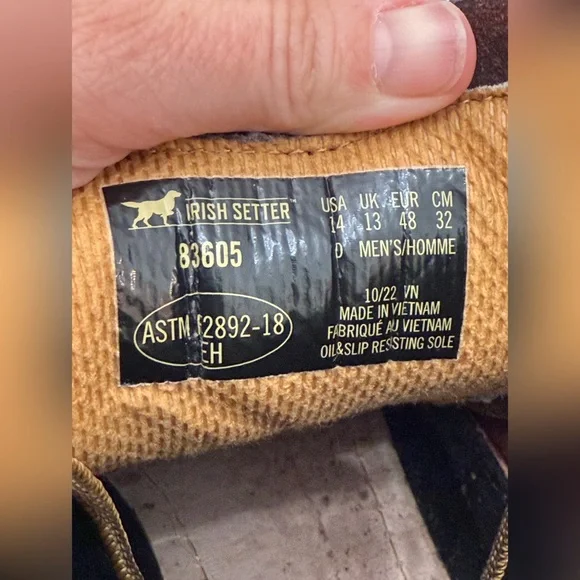 IRISH SETTER
83605
ASTM F2892-18
EH
USA UK EUR CM
14 13 48 32
D MEN'S/HOMME
10/22 VN
MADE IN VIETNAM
FABRIQUÉ AU VIETNAM
OIL&SLIP RESISTING SOLE